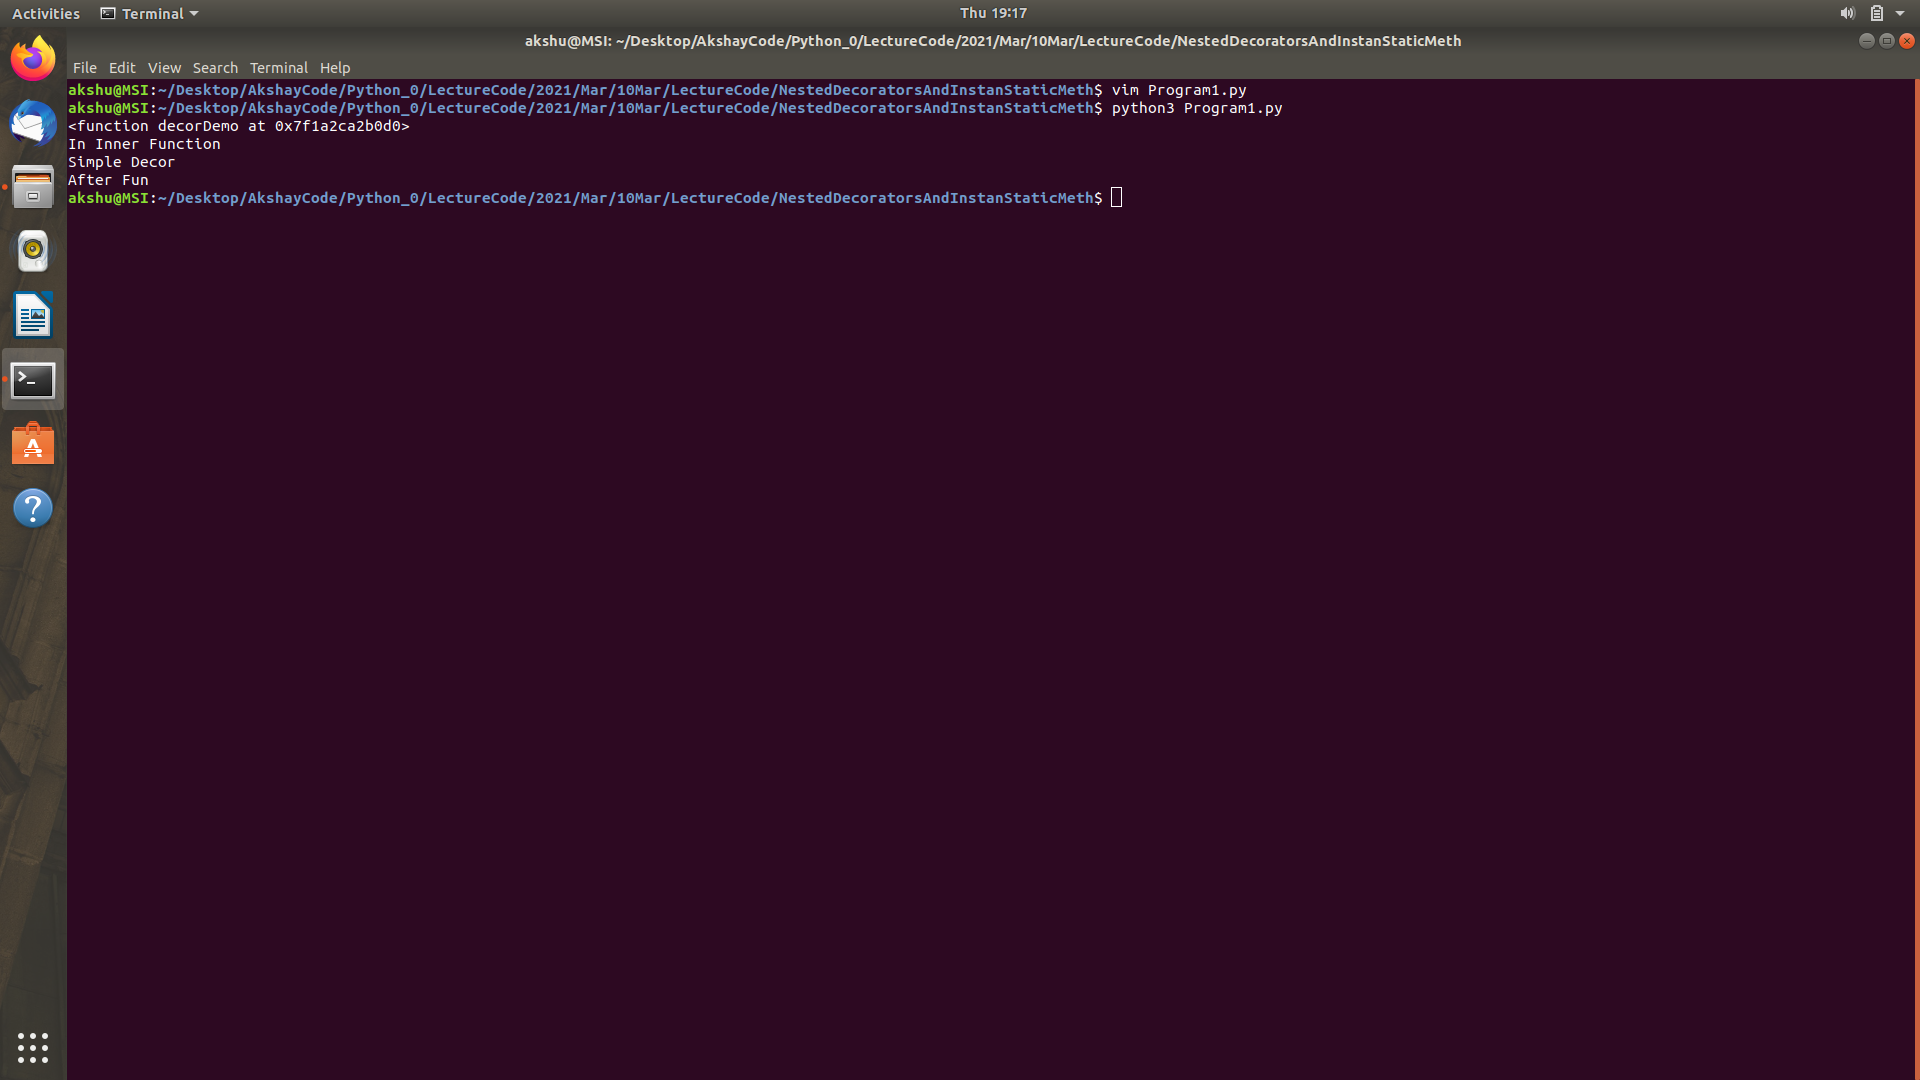 Activities Terminal Thu 19:17
akshu@MSI: ~/Desktop/AkshayCode/Python_0/LectureCode/2021/Mar/10Mar/LectureCode/NestedDecoratorsAndInstanStaticMeth
File Edit View Search Terminal Help
akshu@MSI:~/Desktop/AkshayCode/Python_0/LectureCode/2021/Mar/10Mar/LectureCode/NestedDecoratorsAndInstanStaticMeth$ vim Program1.py
akshu@MSI:~/Desktop/AkshayCode/Python_0/LectureCode/2021/Mar/10Mar/LectureCode/NestedDecoratorsAndInstanStaticMeth$ python3 Program1.py
<function decorDemo at 0x7f1a2ca2b0d0>
In Inner Function
Simple Decor
After Fun
akshu@MSI:~/Desktop/AkshayCode/Python_0/LectureCode/2021/Mar/10Mar/LectureCode/NestedDecoratorsAndInstanStaticMeth$